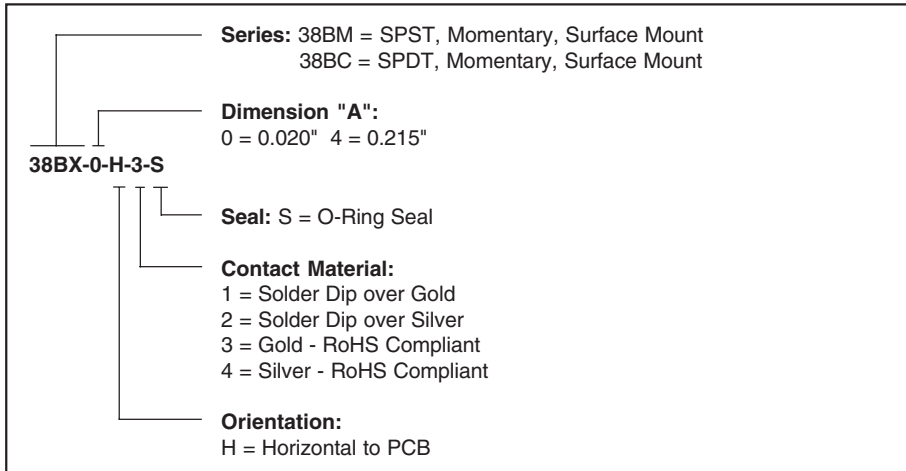 Series: 38BM = SPST, Momentary, Surface Mount
38BC = SPDT, Momentary, Surface Mount
Dimension "A":
0 = 0.020" 4 = 0.215"
38BX-0-H-3-S
Seal: S = O-Ring Seal
Contact Material:
1 = Solder Dip over Gold
2 = Solder Dip over Silver
3 = Gold - RoHS Compliant
4 = Silver - RoHS Compliant
Orientation:
H = Horizontal to PCB